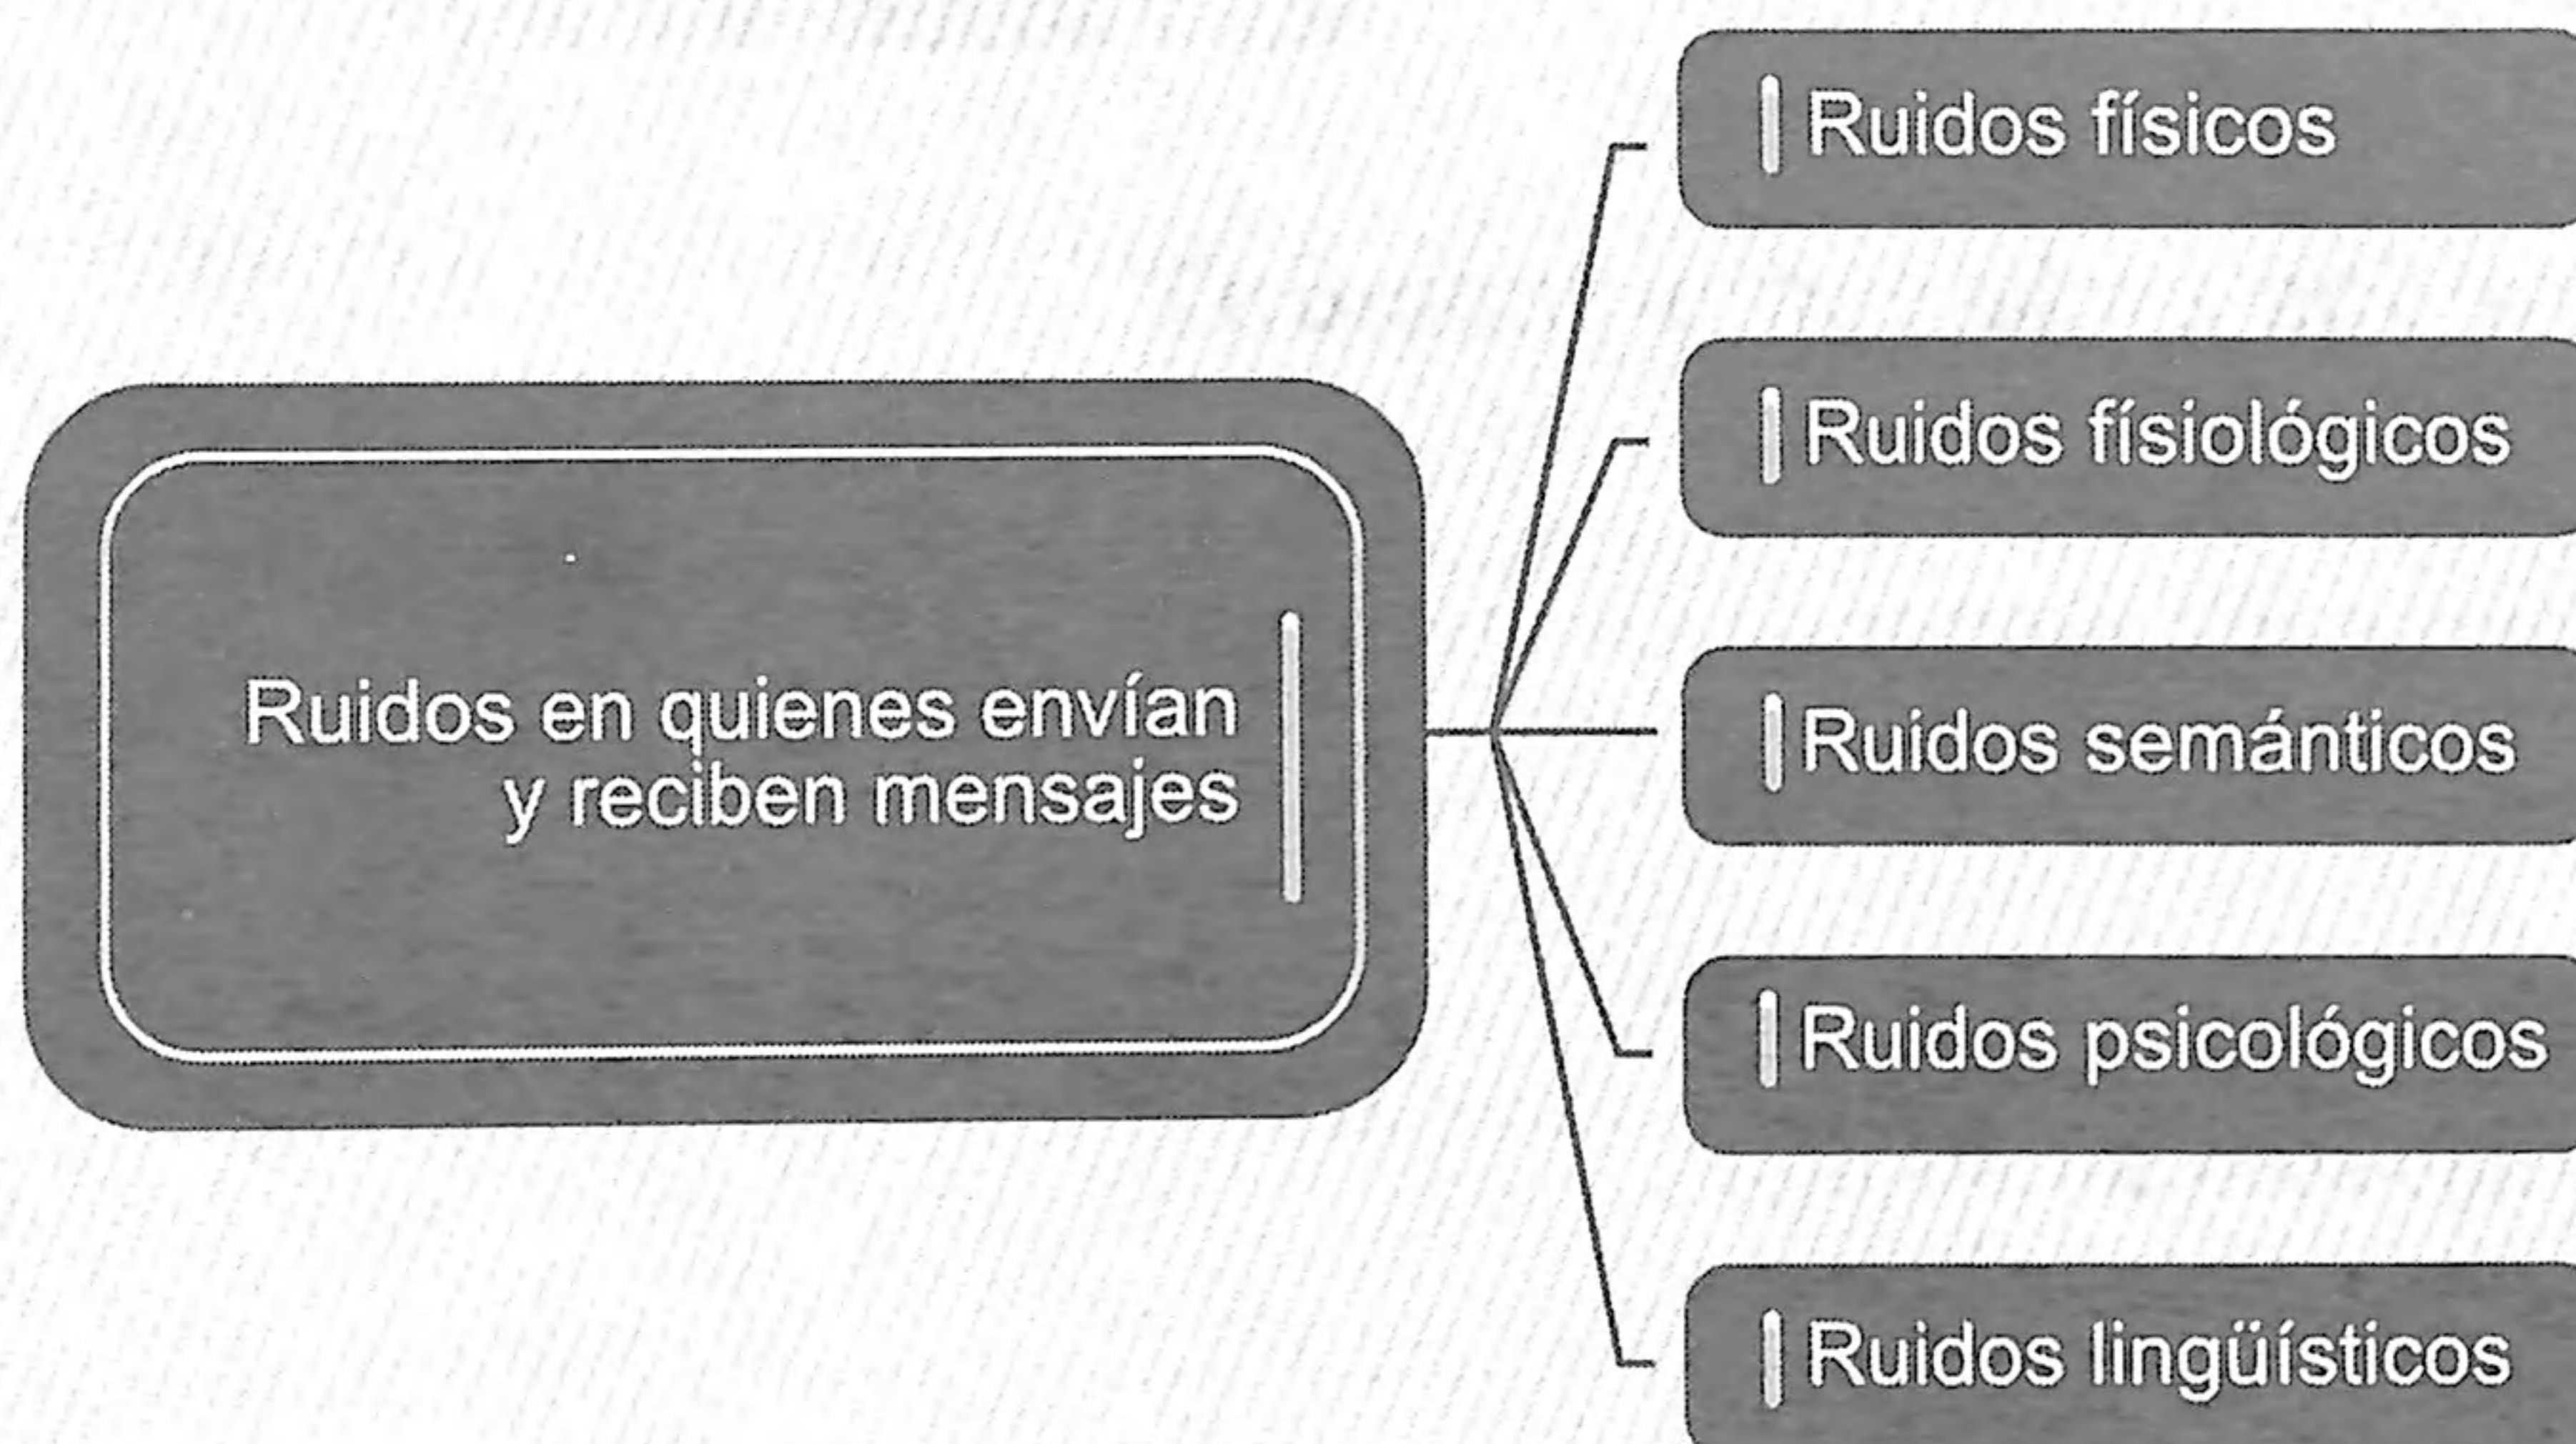 Ruidos en quienes envían
y reciben mensajes
Ruidos físicos
Ruidos físiológicos
Ruidos semánticos
Ruidos psicológicos
Ruidos lingüísticos